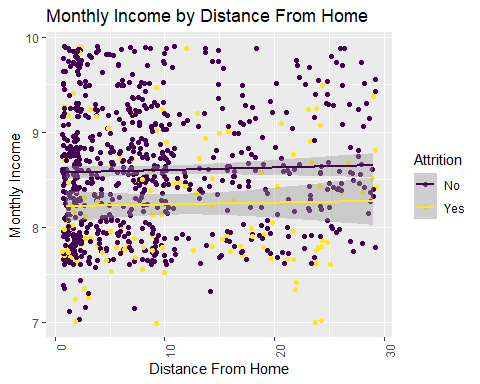 Monthly Income by Distance From Home
10
9
8
7
Monthly Income
0
10
20
30
Distance From Home
Attrition
No
Yes